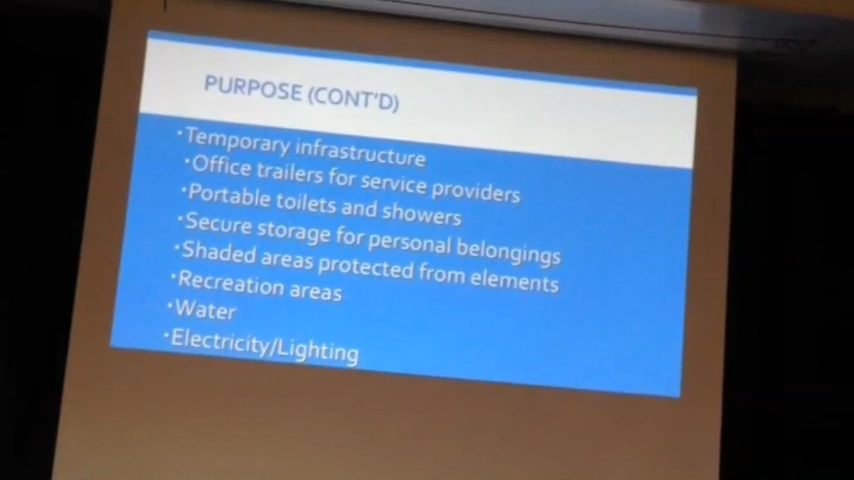 PURPOSE (CONT'D)
•Temporary infrastructure
•Office trailers for service providers
•Portable toilets and showers
•Secure storage for personal belongings
•Shaded areas protected from elements
•Recreation areas
•Water
•Electricity/Lighting